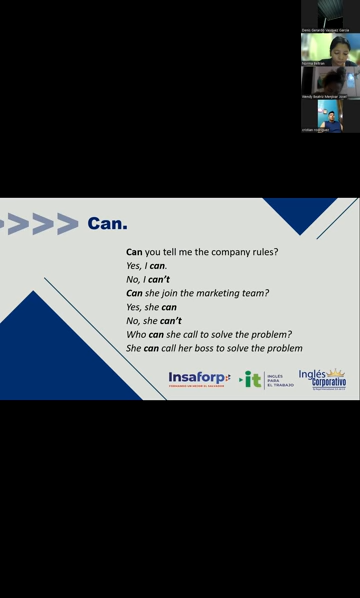 Can.
Can you tell me the company rules?
Yes, I can.
No, I can't
Can she join the marketing team?
Yes, she can
No, she can't
Who can she call to solve the problem?
She can call her boss to solve the problem
Insaforp
it
INGLÉS
PARA
EL TRABAJO
Inglés
Corporativo